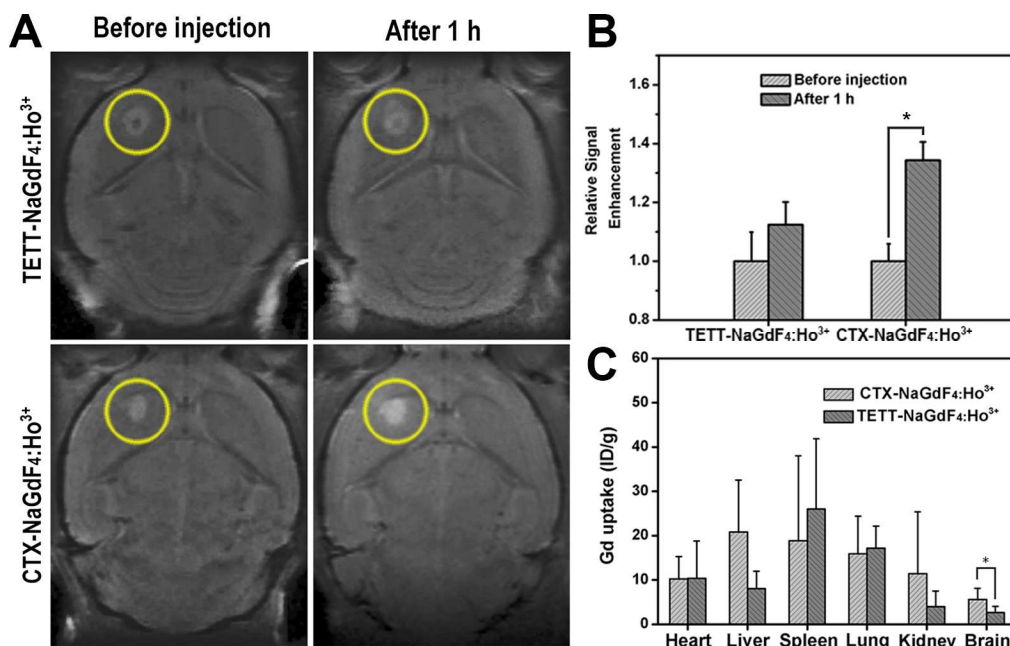 A
Before injection
After 1 h
TETT-NaGdF₄:Ho³⁺
CTX-NaGdF₄:Ho³⁺
B
Relative Signal
Enhancement
1.6
1.4
1.2
1.0
0.8
Before injection
After 1 h
*
TETT-NaGdF₄:Ho³⁺ CTX-NaGdF₄:Ho³⁺
C
Gd uptake (ID/g)
60
50
40
30
20
10
0
CTX-NaGdF₄:Ho³⁺
TETT-NaGdF₄:Ho³⁺
*
Heart Liver Spleen Lung Kidney Brain